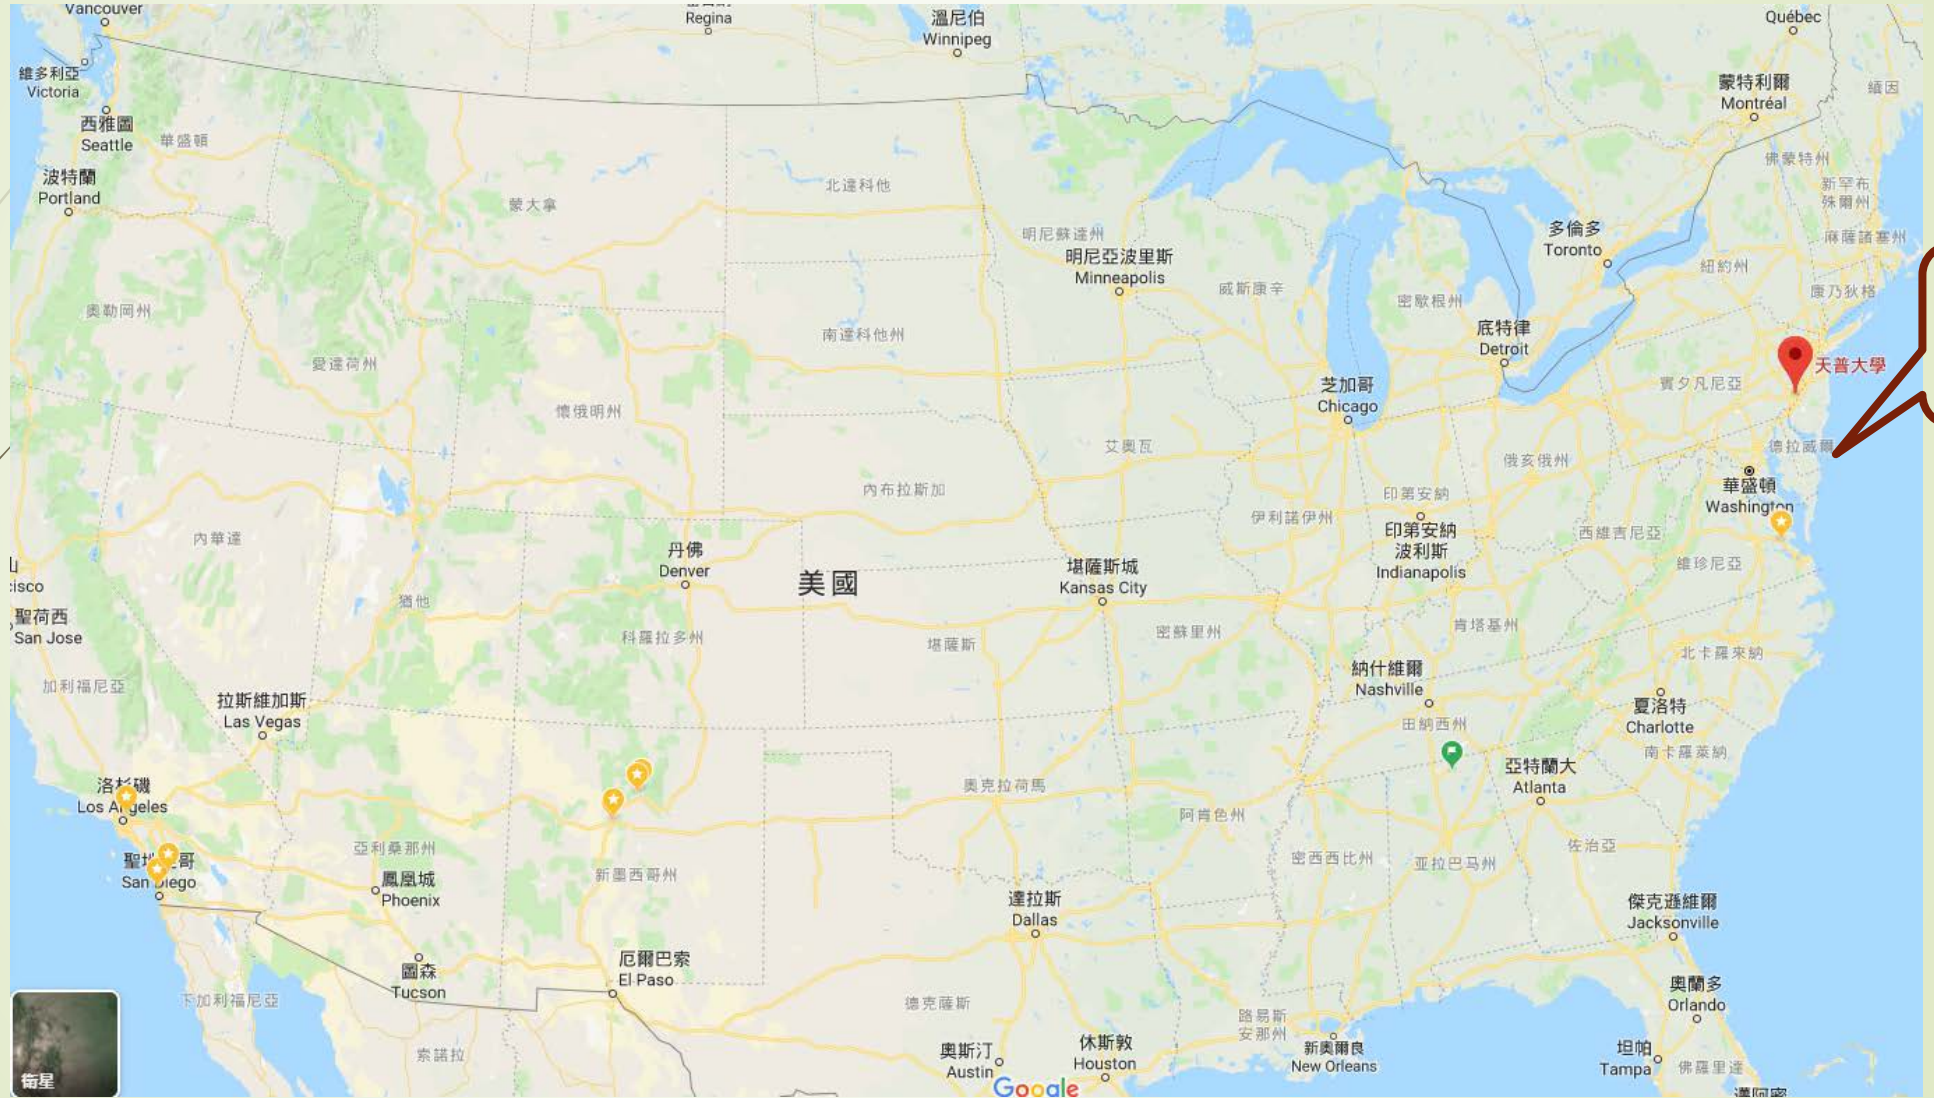 Vancouver
Regina
溫尼伯
Winnipeg
Québec
維多利亞
Victoria
蒙特利爾
Montréal
緬因
西雅圖
Seattle
華盛頓
佛蒙特州
波特蘭
Portland
北達科他
新罕布
殊爾州
蒙大拿
明尼蘇達州
多倫多
Toronto
麻薩諸塞州
明尼亞波里斯
Minneapolis
紐約州
威斯康辛
密歇根州
康乃狄格
奧勒岡州
南達科他州
底特律
Detroit
愛達荷州
天普大學
賓夕凡尼亞
芝加哥
Chicago
懷俄明州
艾奧瓦
德拉威爾
俄亥俄州
內布拉斯加
印第安納
華盛頓
Washington
伊利諾伊州
印第安納
波利斯
Indianapolis
西維吉尼亞
內華達
丹佛
Denver
美國
堪薩斯城
Kansas City
維珍尼亞
山
cisco
猶他
聖荷西
San Jose
科羅拉多州
堪薩斯
密蘇里州
肯塔基州
北卡羅來納
加利福尼亞
納什維爾
Nashville
拉斯維加斯
Las Vegas
夏洛特
Charlotte
田納西州
南卡羅萊納
洛杉磯
Los Angeles
奧克拉荷馬
亞特蘭大
Atlanta
阿肯色州
亞利桑那州
佐治亞
聖地亞哥
San Diego
密西西比州
亚拉巴马州
新墨西哥州
鳳凰城
Phoenix
達拉斯
Dallas
傑克遜維爾
Jacksonville
厄爾巴索
El Paso
圖森
Tucson
下加利福尼亞
德克薩斯
奧蘭多
Orlando
路易斯
安那州
索諾拉
奧斯汀
Austin
休斯敦
Houston
新奧爾良
New Orleans
坦帕
Tampa
佛羅里達
衛星
Google
邁阿密